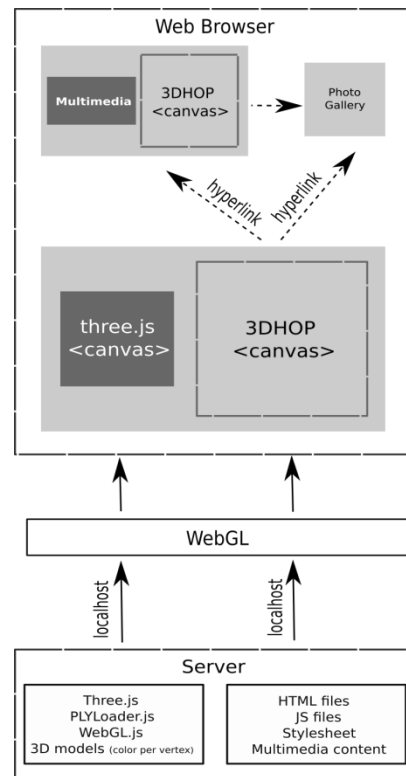 Web Browser
Multimedia
3DHOP
<canvas>
Photo
Gallery
hyperlink
hyperlink
three.js
<canvas>
3DHOP
<canvas>
WebGL
localhost
localhost
Server
Three.js
PLYLoader.js
WebGL.js
3D models (color per vertex)
HTML files
JS files
Stylesheet
Multimedia content